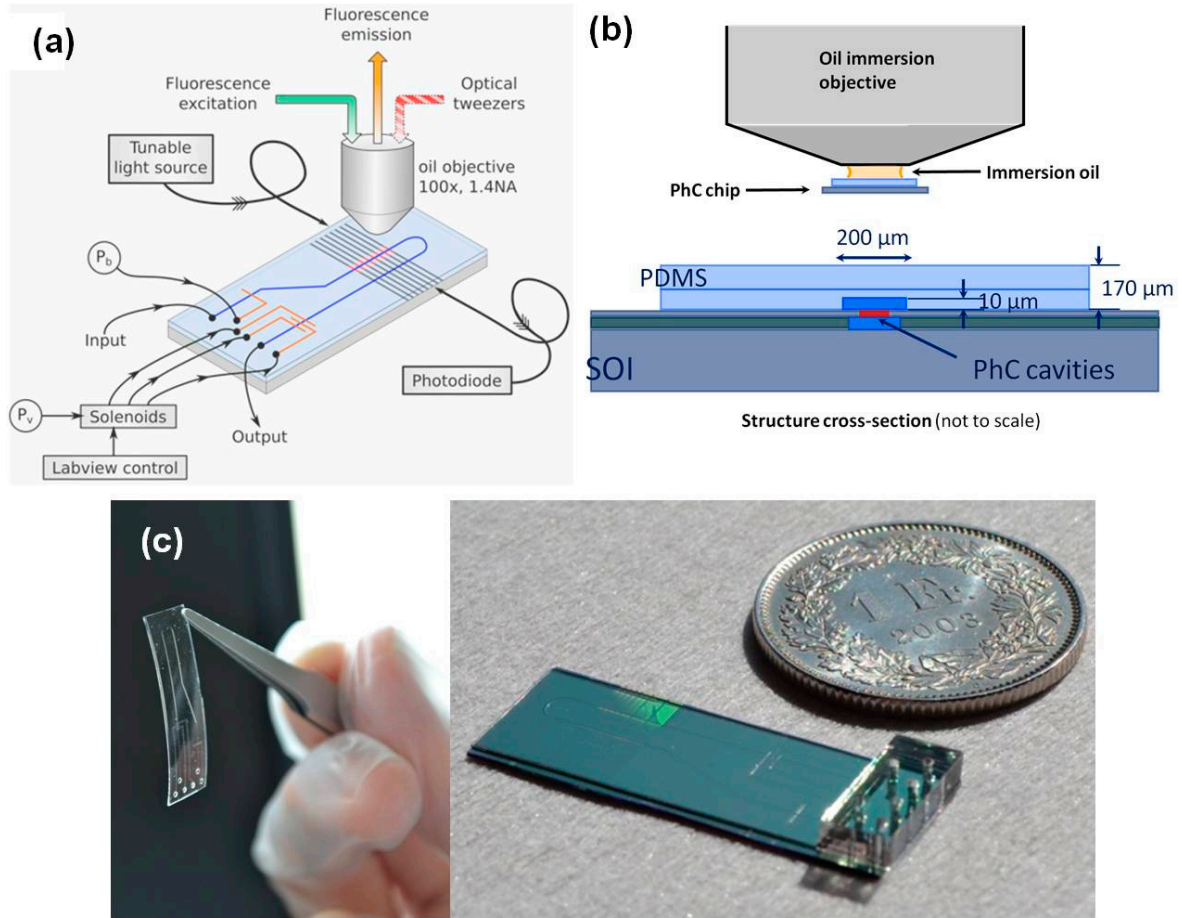 (a)
Fluorescence
emission
Fluorescence
excitation
Optical
tweezers
Tunable
light source
oil objective
100x, 1.4NA
Pb
Input
Photodiode
Pv
Solenoids
Output
Labview control
(b)
Oil immersion
objective
Immersion oil
PhC chip
200 µm
PDMS
10 µm
170 µm
SOI
PhC cavities
Structure cross-section (not to scale)
(c)
1 Fr.
2003